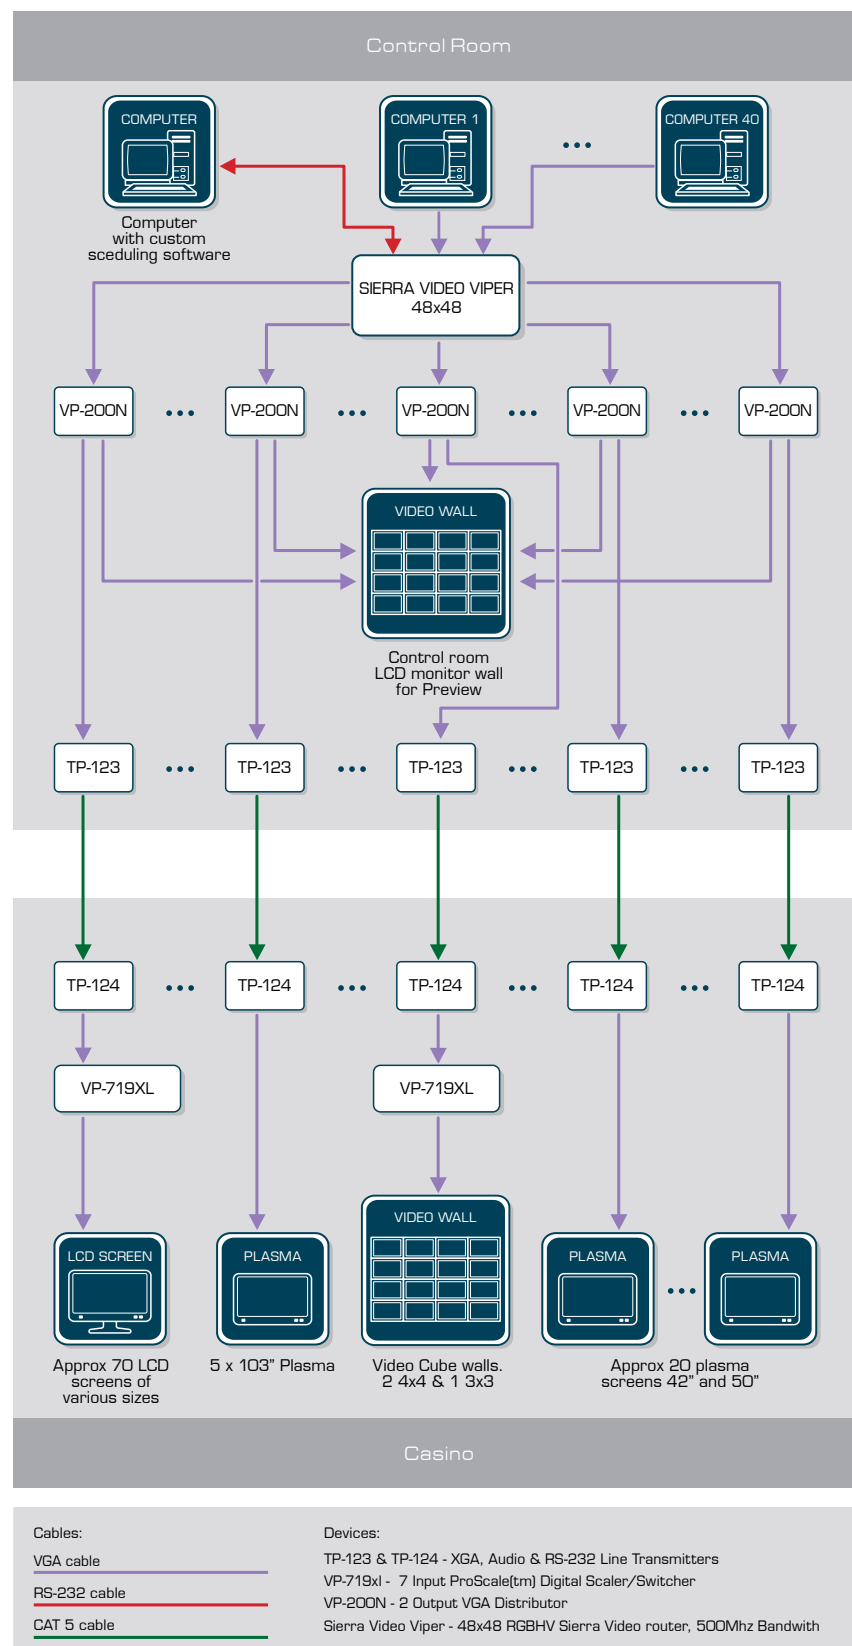 Control Room
COMPUTER
COMPUTER 1
COMPUTER 40
Computer
with custom
sceduling software
SIERRA VIDEO VIPER
48x48
VP-200N
VP-200N
VP-200N
VP-200N
VP-200N
VIDEO WALL
Control room
LCD monitor wall
for Preview
TP-123
TP-123
TP-123
TP-123
TP-123
TP-124
TP-124
TP-124
TP-124
TP-124
VP-719XL
VP-719XL
LCD SCREEN
PLASMA
VIDEO WALL
PLASMA
PLASMA
Approx 70 LCD
screens of
various sizes
5 x 103" Plasma
Video Cube walls.
2 4x4 & 1 3x3
Approx 20 plasma
screens 42" and 50"
Casino
Cables:
VGA cable
RS-232 cable
CAT 5 cable
Devices:
TP-123 & TP-124 - XGA, Audio & RS-232 Line Transmitters
VP-719xl - 7 Input ProScale(tm) Digital Scaler/Switcher
VP-200N - 2 Output VGA Distributor
Sierra Video Viper - 48x48 RGBHV Sierra Video router, 500Mhz Bandwith